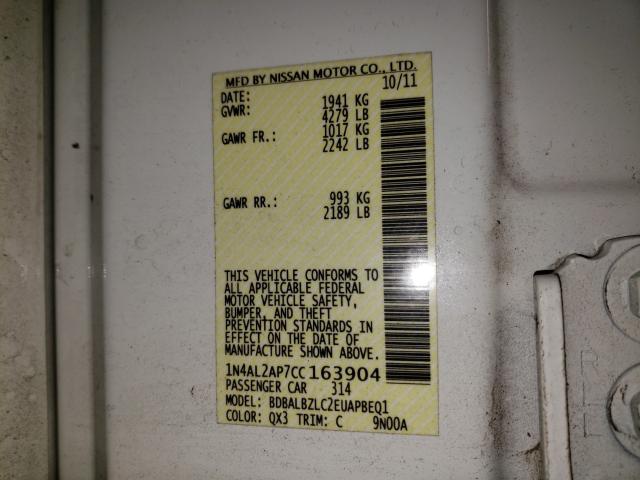 MFD BY NISSAN MOTOR CO., LTD.
DATE: 10/11
GVWR: 1941 KG
4279 LB
GAWR FR.: 1017 KG
2242 LB
GAWR RR.: 993 KG
2189 LB
THIS VEHICLE CONFORMS TO
ALL APPLICABLE FEDERAL
MOTOR VEHICLE SAFETY,
BUMPER, AND THEFT
PREVENTION STANDARDS IN
EFFECT ON THE DATE OF
MANUFACTURE SHOWN ABOVE.
1N4AL2AP7CC163904
PASSENGER CAR 314
MODEL: BDBALBZLC2EUAPBEQ1
COLOR: QX3 TRIM: C 9N00A